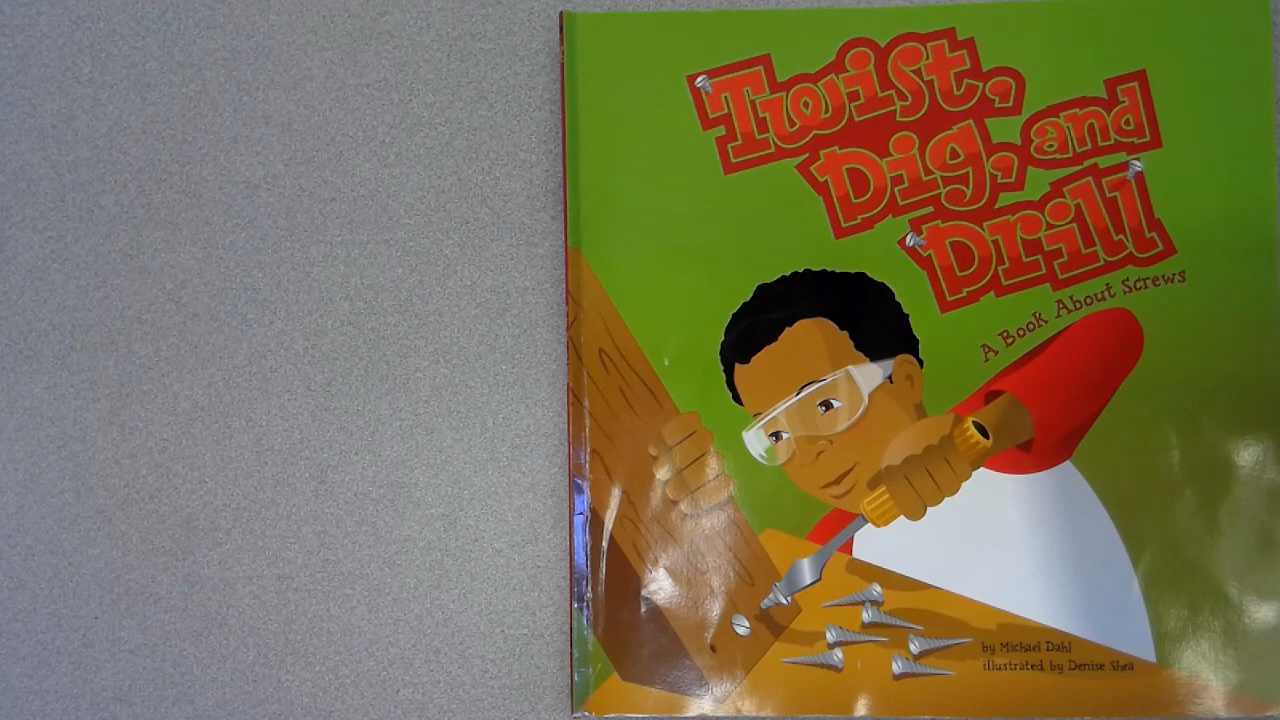 Twist,
Dig, and
Drill
A Book About Screws
by Michael Dahl
illustrated by Denise Shea